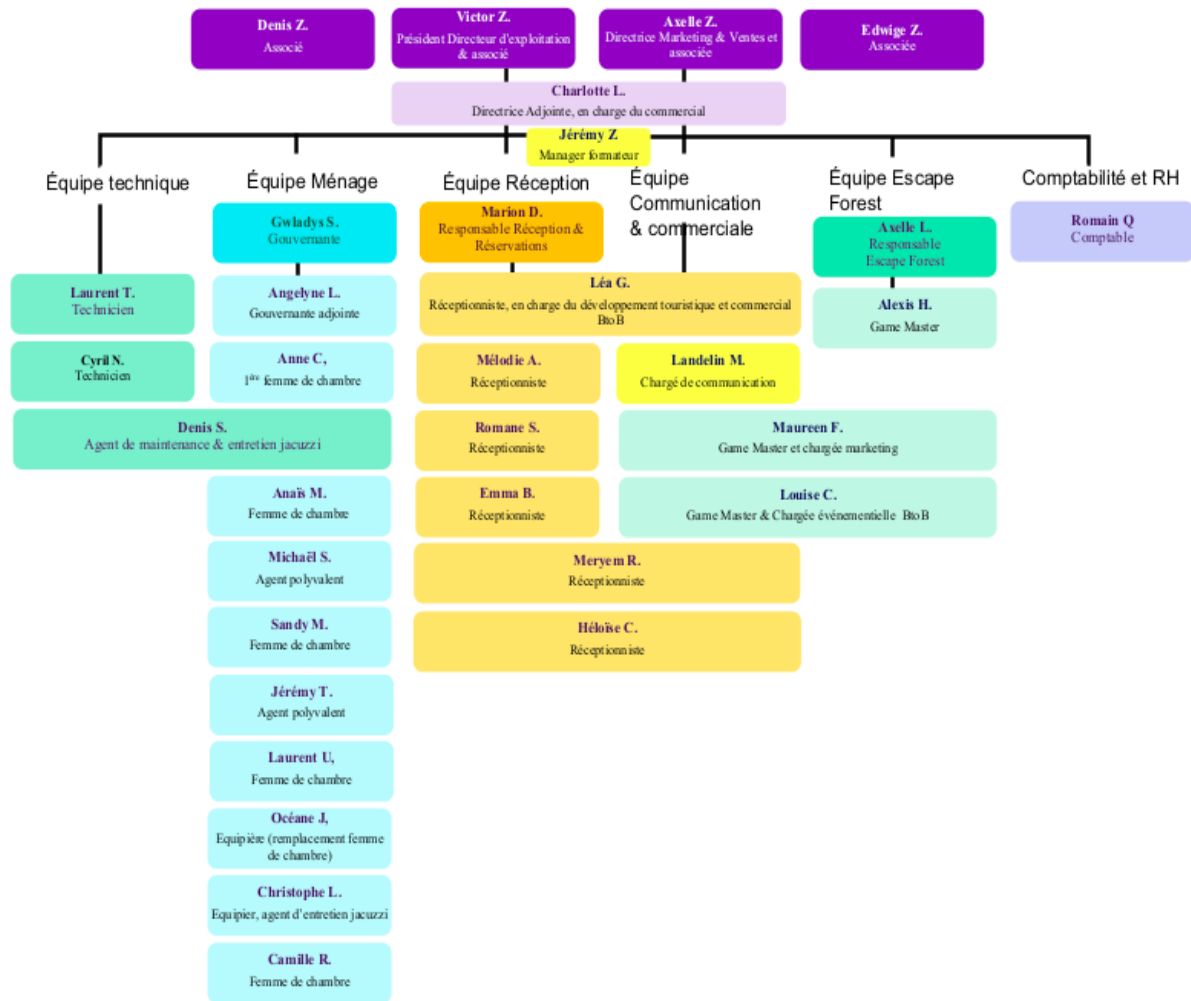 Denis Z.
Associé
Victor Z.
Président Directeur d'exploitation
& associé
Axelle Z.
Directrice Marketing & Ventes et
associée
Edwige Z.
Associée
Charlotte L.
Directrice Adjointe, en charge du commercial
Jérémy Z
Manager formateur
Équipe technique
Équipe Ménage
Équipe Réception
Équipe
Communication
& commerciale
Équipe Escape
Forest
Comptabilité et RH
Gwladys S.
Gouvernante
Marion D.
Responsable Réception &
Réservations
Axelle L.
Responsable
Escape Forest
Romain Q
Comptable
Laurent T.
Technicien
Angelyne L.
Gouvernante adjointe
Léa G.
Réceptionniste, en charge du développement touristique et commercial
BtoB
Alexis H.
Game Master
Cyril N.
Technicien
Anne C,
1ère femme de chambre
Mélodie A.
Réceptionniste
Landelin M.
Chargé de communication
Denis S.
Agent de maintenance & entretien jacuzzi
Romane S.
Réceptionniste
Maureen F.
Game Master et chargée marketing
Anaïs M.
Femme de chambre
Emma B.
Réceptionniste
Louise C.
Game Master & Chargée événementielle BtoB
Michaël S.
Agent polyvalent
Meryem R.
Réceptionniste
Sandy M.
Femme de chambre
Héloïse C.
Réceptionniste
Jérémy T.
Agent polyvalent
Laurent U,
Femme de chambre
Océane J,
Equipière (remplacement femme
de chambre)
Christophe L.
Equipier, agent d'entretien jacuzzi
Camille R.
Femme de chambre